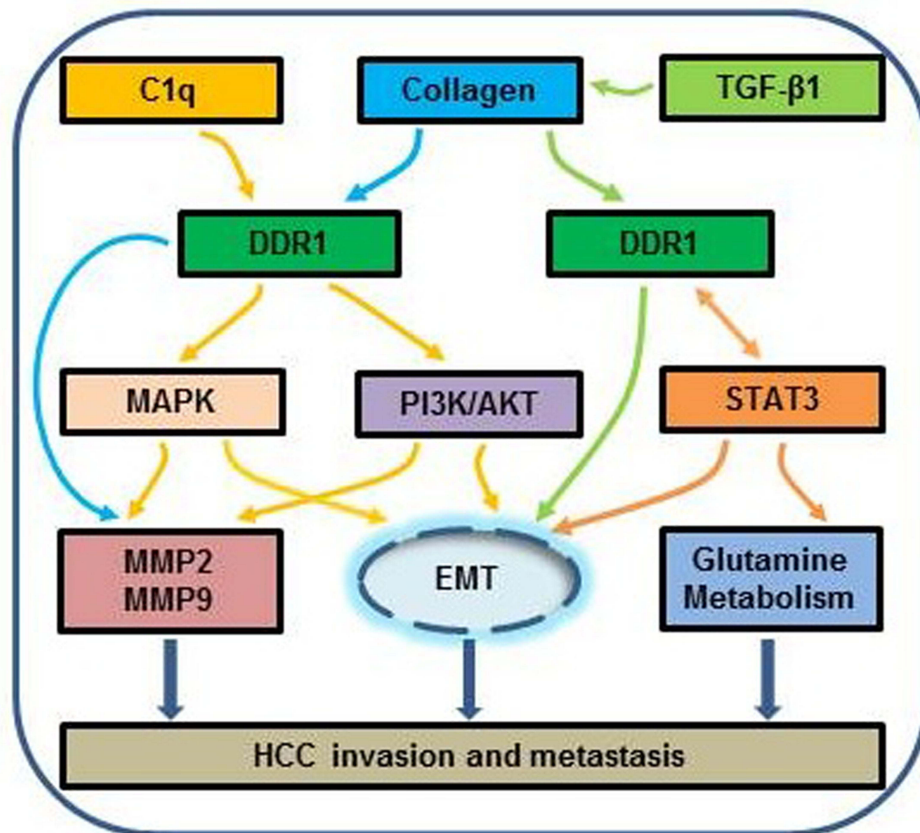 C1q
Collagen
TGF-β1
DDR1
DDR1
MAPK
PI3K/AKT
STAT3
MMP2
MMP9
EMT
Glutamine
Metabolism
HCC invasion and metastasis